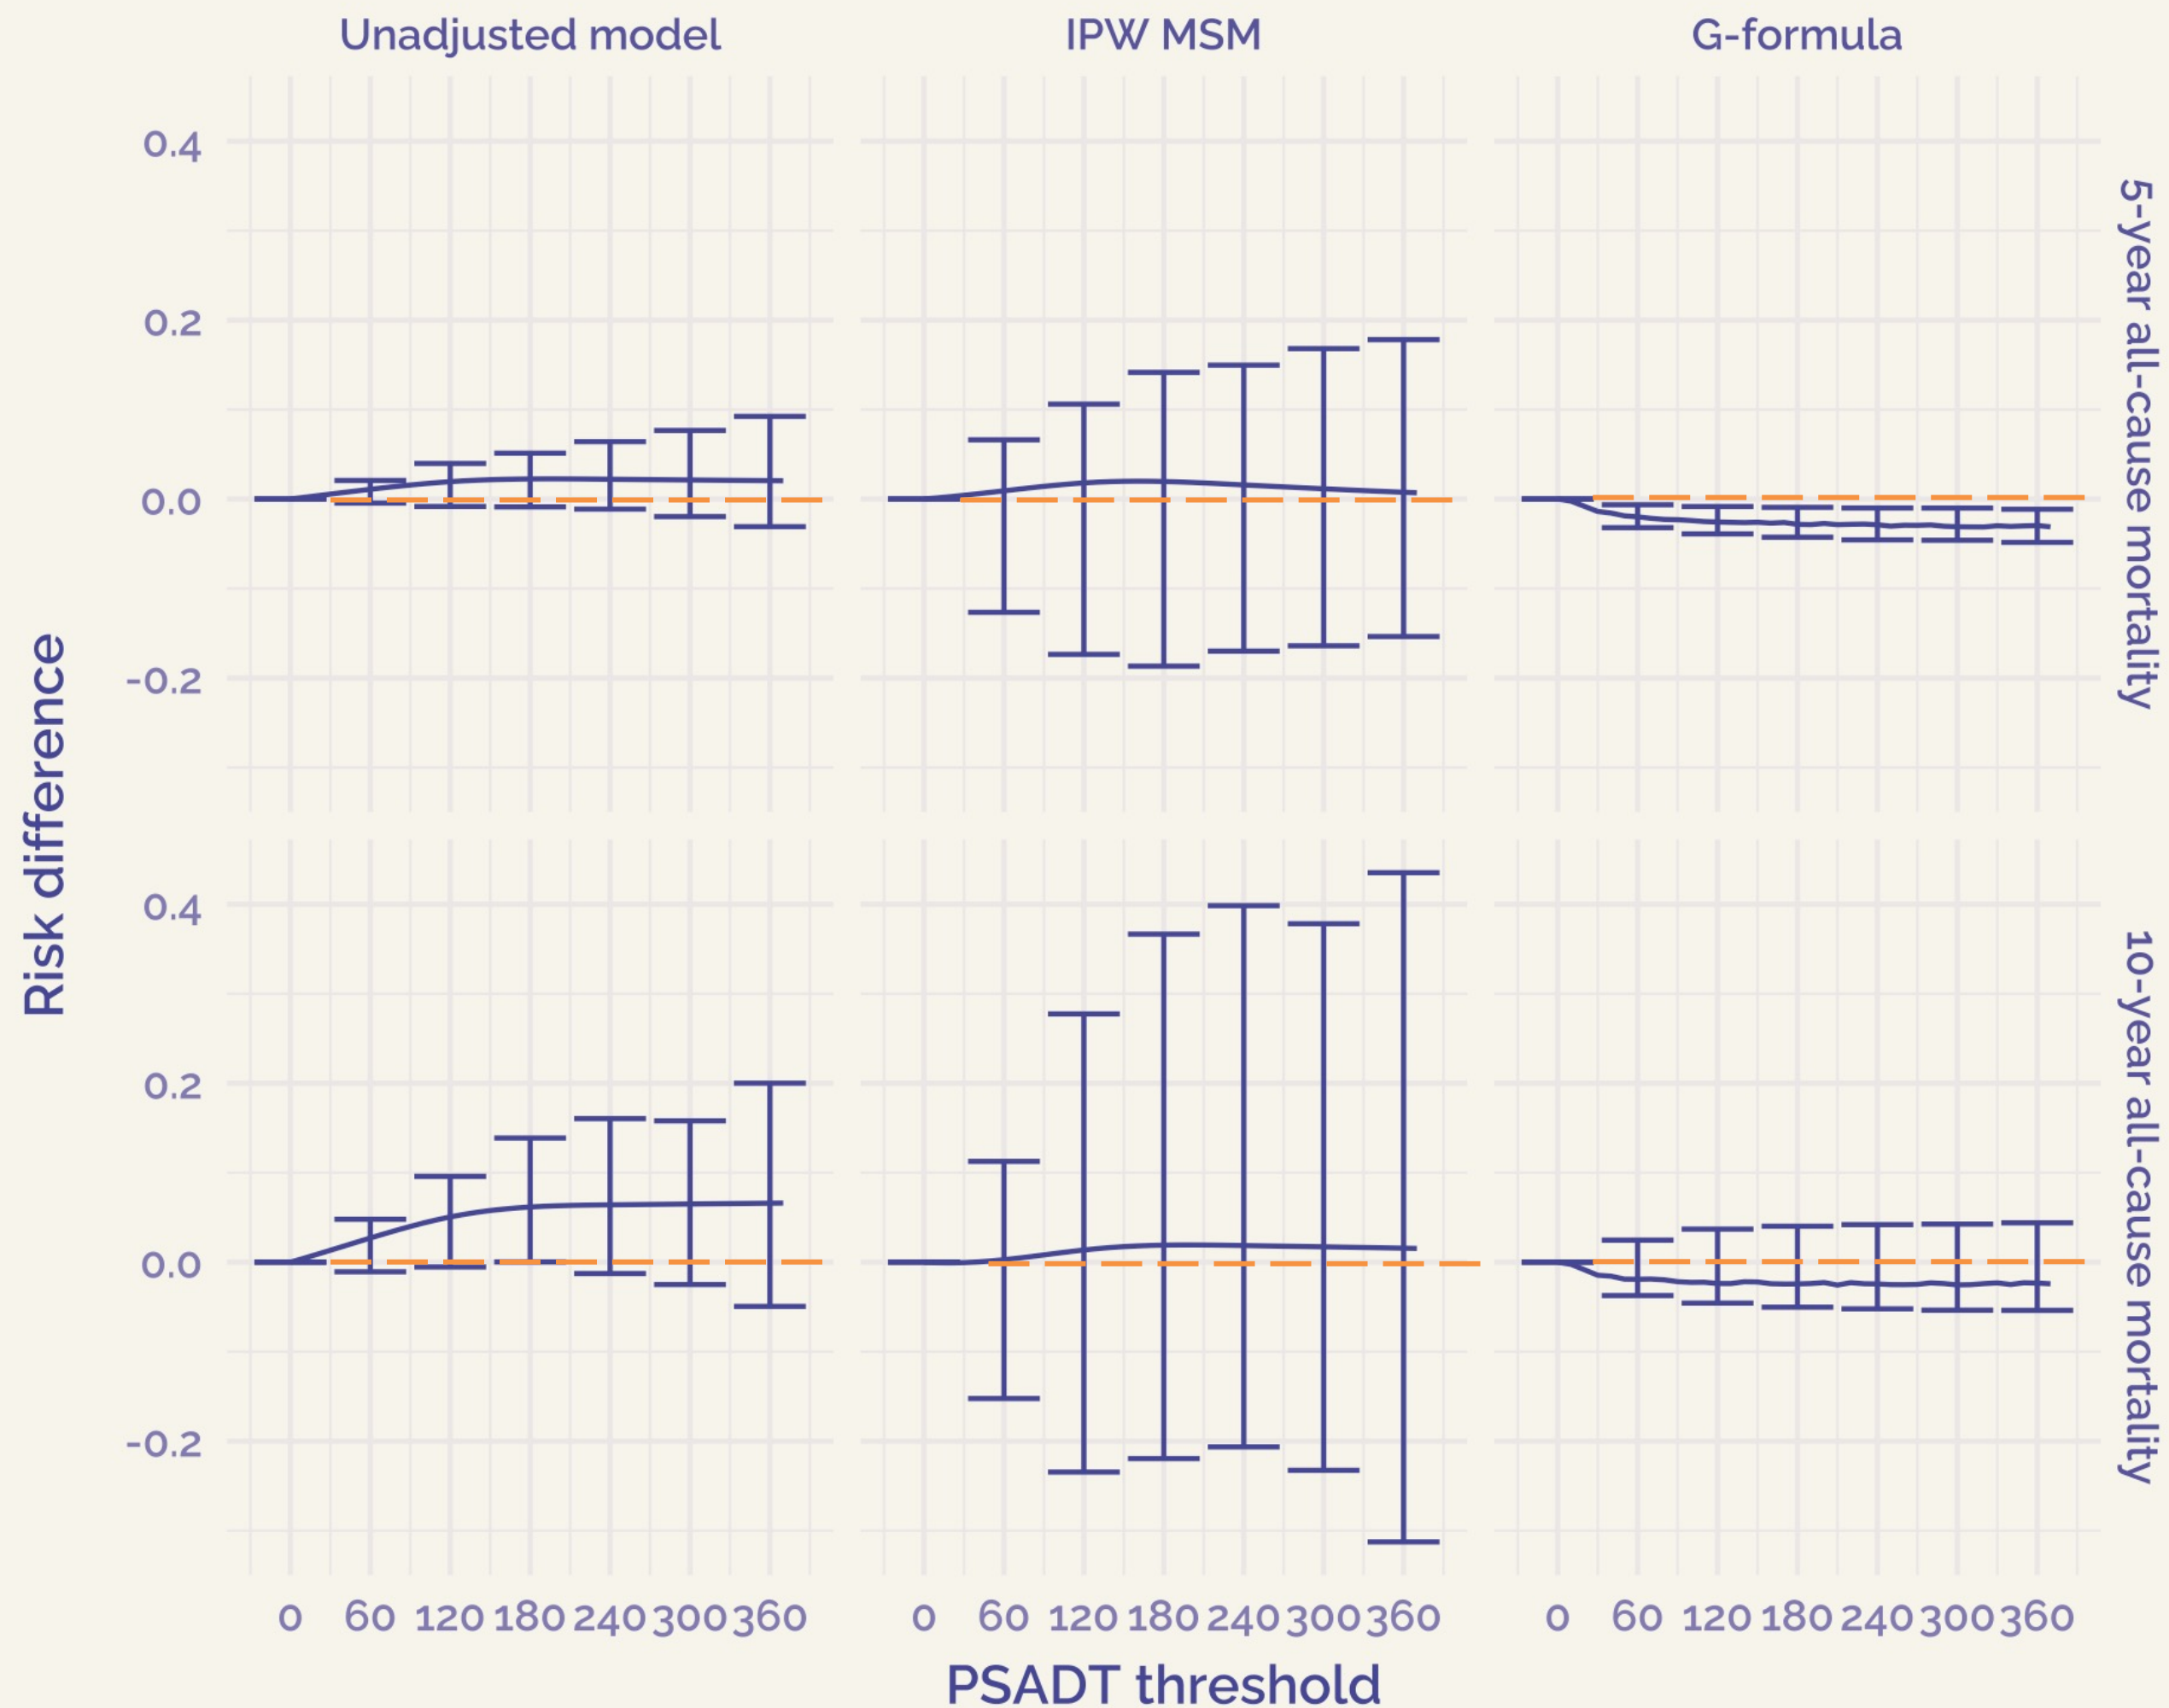 Unadjusted model
IPW MSM
G-formula
Risk difference
0.4
0.2
0.0
-0.2
5-year all-cause mortality
0.4
0.2
0.0
-0.2
10-year all-cause mortality
0 60 120 180 240 300 360
0 60 120 180 240 300 360
0 60 120 180 240 300 360
PSADT threshold